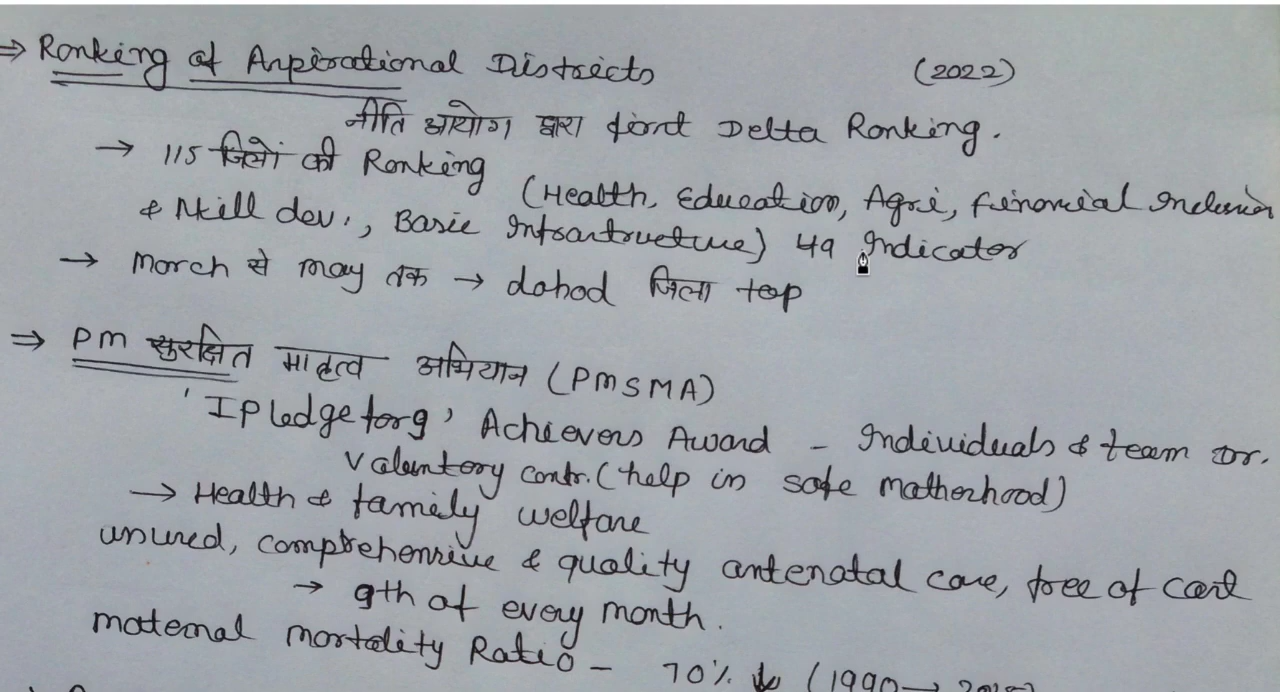 ⇒ Ranking of Aspirational Districts (2022)
नीति आयोग द्वारा first Delta Ranking.
→ 115 जिलों की Ranking (Health, Education, Agri, Financial Inclusion
& Skill dev., Basic Infrastructure) 49 Indicator
→ March से may तक → dahod जिला top
⇒ PM सुरक्षित मातृत्व अभियान (PMSMA)
'IPledgefor9' Achievers Award - Individuals & team for.
Valuntory contr. (help in safe motherhood)
→ Health & family welfare
assured, comprehensive & quality antenatal care, free of cost
→ 9th of every month.
maternal mortality Ratio - 70% ↓ (1990 →